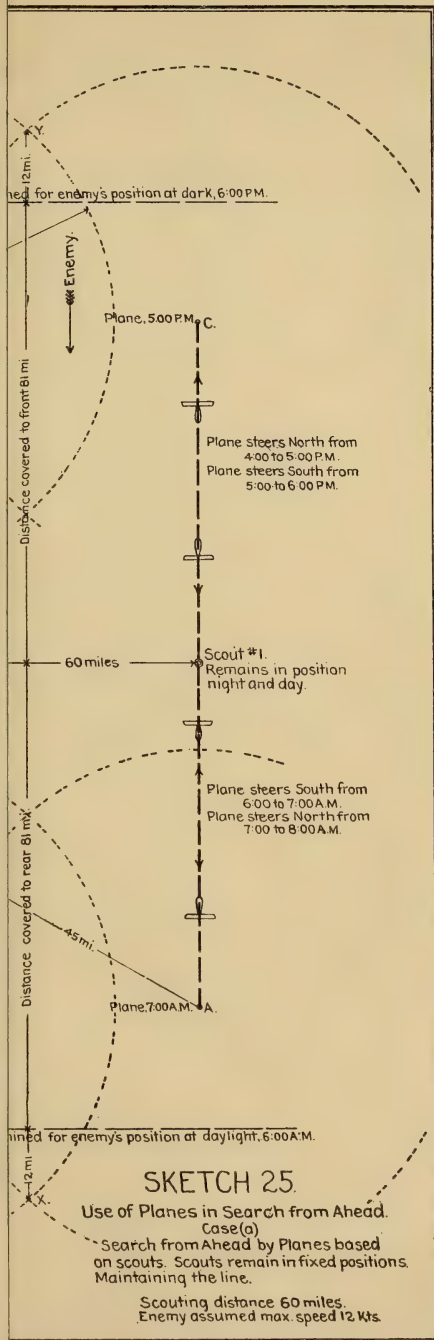 Y.
12mi.
ned for enemy's position at dark, 6:00 P.M.
Enemy.
Plane, 5.00 P.M. C.
Distance covered to front 81 mi
Plane steers North from
4:00 to 5:00 P.M.
Plane steers South from
5:00 to 6:00 P.M.
60 miles
Scout #1.
Remains in position
night and day.
Plane steers South from
6:00 to 7:00 A.M.
Plane steers North from
7:00 to 8:00 A.M.
Distance covered to rear 81 mi.
45 mi.
Plane, 7:00 A.M. A.
ined for enemy's position at daylight, 6:00 A.M.
12 mi
X.
SKETCH 25.
Use of Planes in Search from Ahead.
Case (a)
Search from Ahead by Planes based
on scouts. Scouts remain in fixed positions.
Maintaining the line.
Scouting distance 60 miles.
Enemy assumed max. speed 12 Kts.